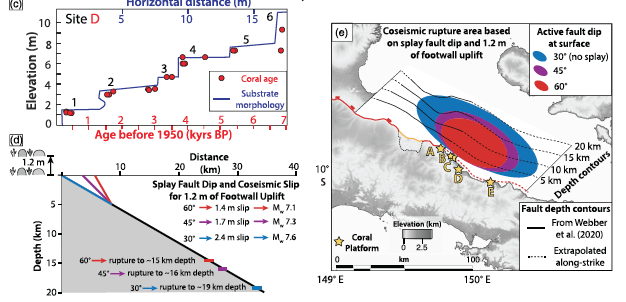 (c)
Horizontal distance (m)
5
10
15
Site D
Elevation (m)
10
8
6
4
2
0
1
2
3
4
5
6
Coral age
Substrate
morphology
1
2
3
4
5
6
7
Age before 1950 (kyrs BP)
(d)
1.2 m
Distance
(km)
10
20
30
40
Splay Fault Dip and Coseismic Slip
for 1.2 m of Footwall Uplift
60° 1.4 m slip Mw 7.1
45° 1.7 m slip Mw 7.3
30° 2.4 m slip Mw 7.6
Depth (km)
5
10
15
20
60° rupture to ~15 km depth
45° rupture to ~16 km depth
30° rupture to ~19 km depth
(e)
Coseismic rupture area based
on splay fault dip and 1.2 m
of footwall uplift
Active fault dip
at surface
30° (no splay)
45°
60°
20 km
15 km
10 km
5 km
Depth contours
A
B
C
D
E
10°
S
Fault depth contours
From Webber
et al. (2020)
Extrapolated
along-strike
Elevation (km)
0
2.5
Coral
Platform
0
100
km
149°E
150°E